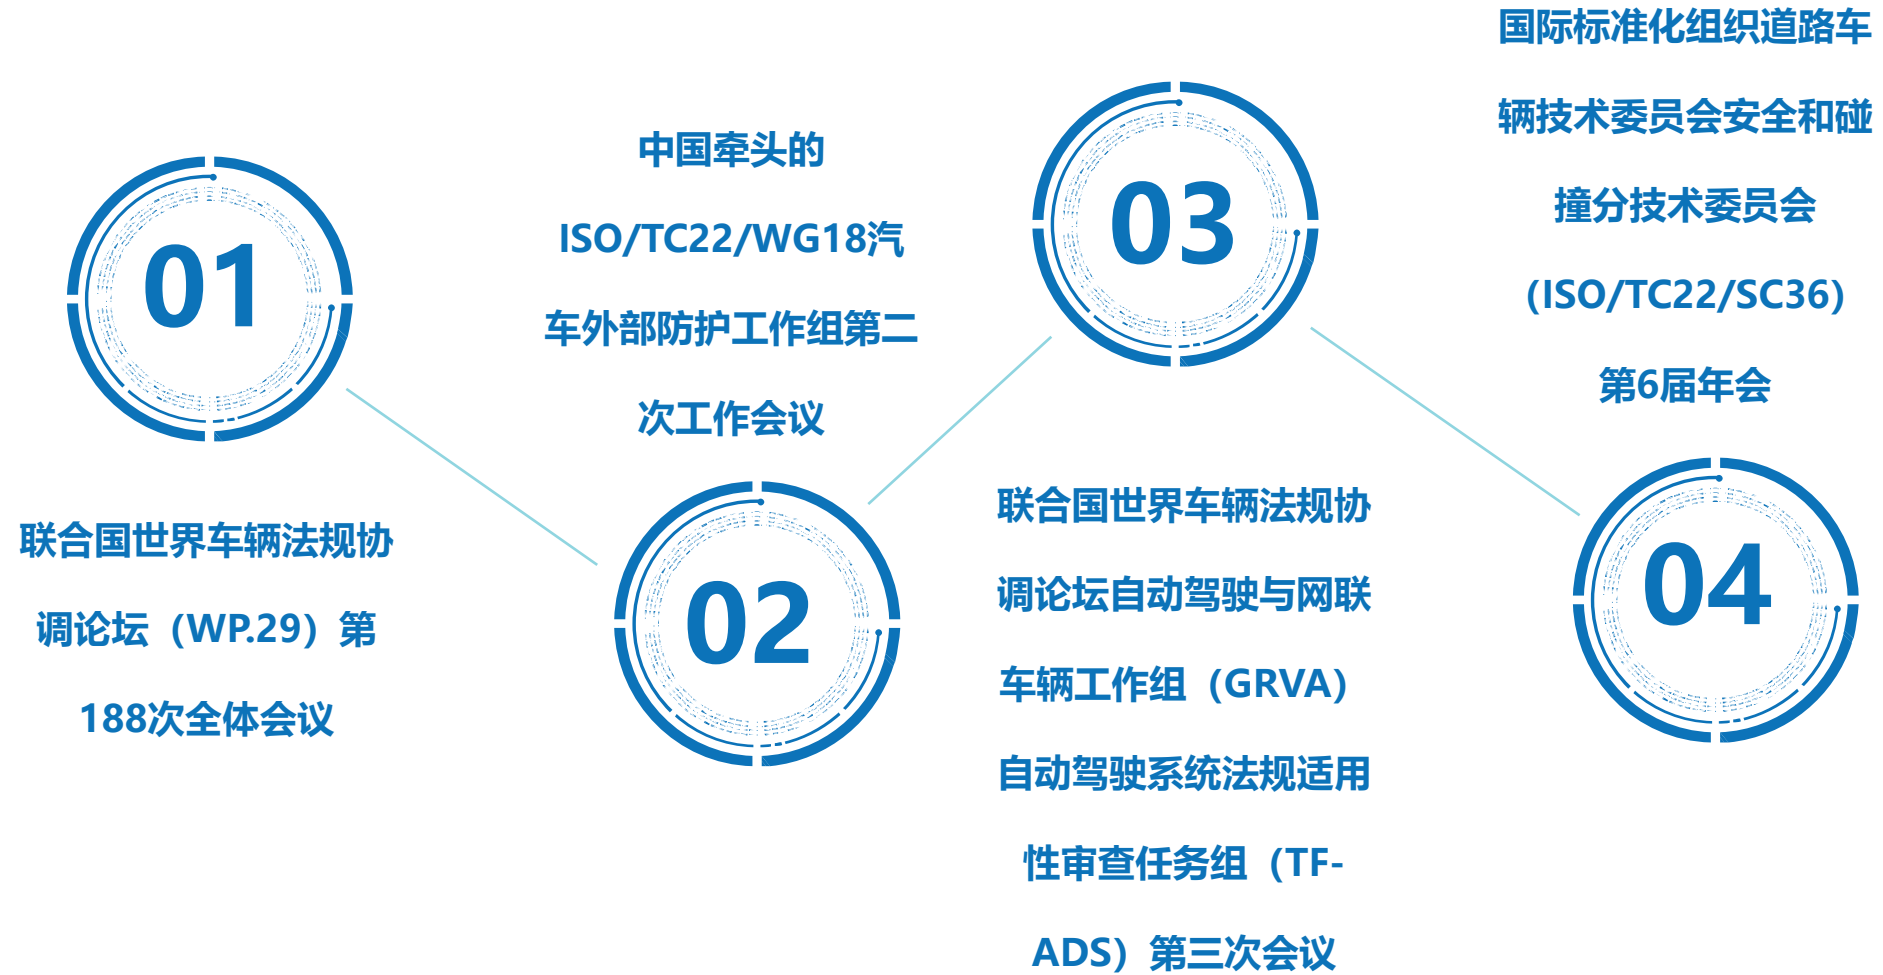 01
联合国世界车辆法规协
调论坛（WP.29）第
188次全体会议
中国牵头的
ISO/TC22/WG18汽
车外部防护工作组第二
次工作会议
02
03
联合国世界车辆法规协
调论坛自动驾驶与网联
车辆工作组（GRVA）
自动驾驶系统法规适用
性审查任务组（TF-
ADS）第三次会议
国际标准化组织道路车
辆技术委员会安全和碰
撞分技术委员会
（ISO/TC22/SC36）
第6届年会
04